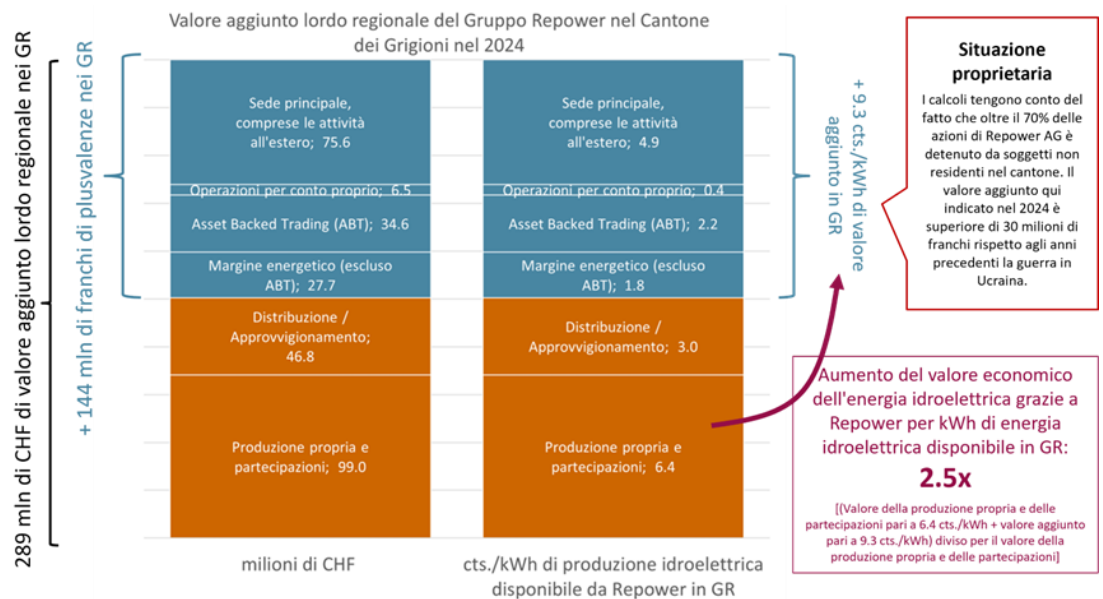 Valore aggiunto lordo regionale del Gruppo Repower nel Cantone
dei Grigioni nel 2024
289 mln di CHF di valore aggiunto lordo regionale nei GR
+ 144 mln di franchi di plusvalenze nei GR
Sede principale,
comprese le attività
all'estero; 75.6
Operazioni per conto proprio; 6.5
Asset Backed Trading (ABT); 34.6
Margine energetico (escluso
ABT); 27.7
Distribuzione /
Approvvigionamento;
46.8
Produzione propria e
partecipazioni; 99.0
milioni di CHF
Sede principale,
comprese le attività
all'estero; 4.9
Operazioni per conto proprio; 0.4
Asset Backed Trading (ABT); 2.2
Margine energetico (escluso
ABT); 1.8
Distribuzione /
Approvvigionamento; 3.0
Produzione propria e
partecipazioni; 6.4
cts./kWh di produzione idroelettrica
disponibile da Repower in GR
+ 9.3 cts./kWh di valore
aggiunto in GR
Situazione
proprietaria
I calcoli tengono conto del
fatto che oltre il 70% delle
azioni di Repower AG è
detenuto da soggetti non
residenti nel cantone. Il
valore aggiunto qui
indicato nel 2024 è
superiore di 30 milioni di
franchi rispetto agli anni
precedenti la guerra in
Ucraina.
Aumento del valore economico
dell'energia idroelettrica grazie a
Repower per kWh di energia
idroelettrica disponibile in GR:
2.5x
[(Valore della produzione propria e delle
partecipazioni pari a 6.4 cts./kWh + valore aggiunto
pari a 9.3 cts./kWh) diviso per il valore della
produzione propria e delle partecipazioni]